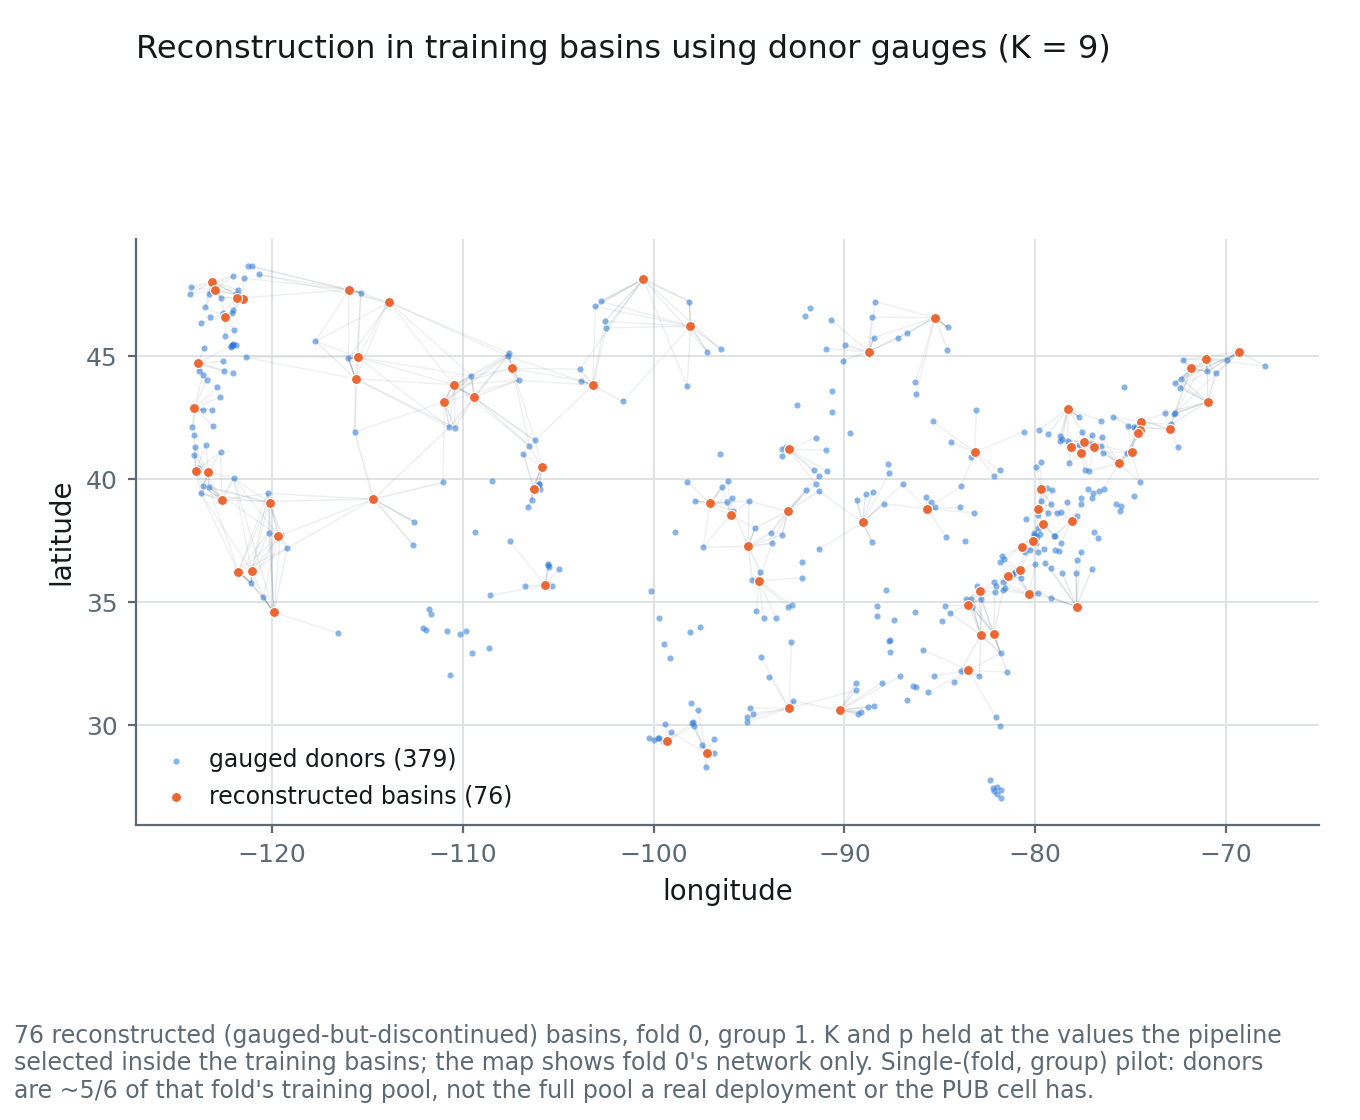 Reconstruction in training basins using donor gauges (K = 9)
45
40
35
30
latitude
gauged donors (379)
reconstructed basins (76)
−120
−110
−100
−90
−80
−70
longitude
76 reconstructed (gauged-but-discontinued) basins, fold 0, group 1. K and p held at the values the pipeline
selected inside the training basins; the map shows fold 0's network only. Single-(fold, group) pilot: donors
are ~5/6 of that fold's training pool, not the full pool a real deployment or the PUB cell has.